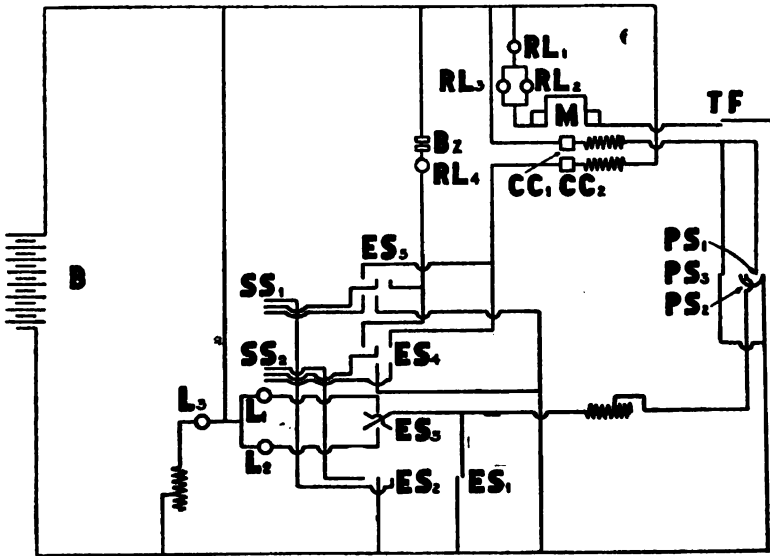 RL₁
RL₃ RL₂
M
TF
B₂
RL₄
CC₁ CC₂
B
ES₅
PS₁
PS₃
PS₂
SS₁
SS₂
ES₄
L₃
L₁
ES₃
L₂
ES₂
ES₁